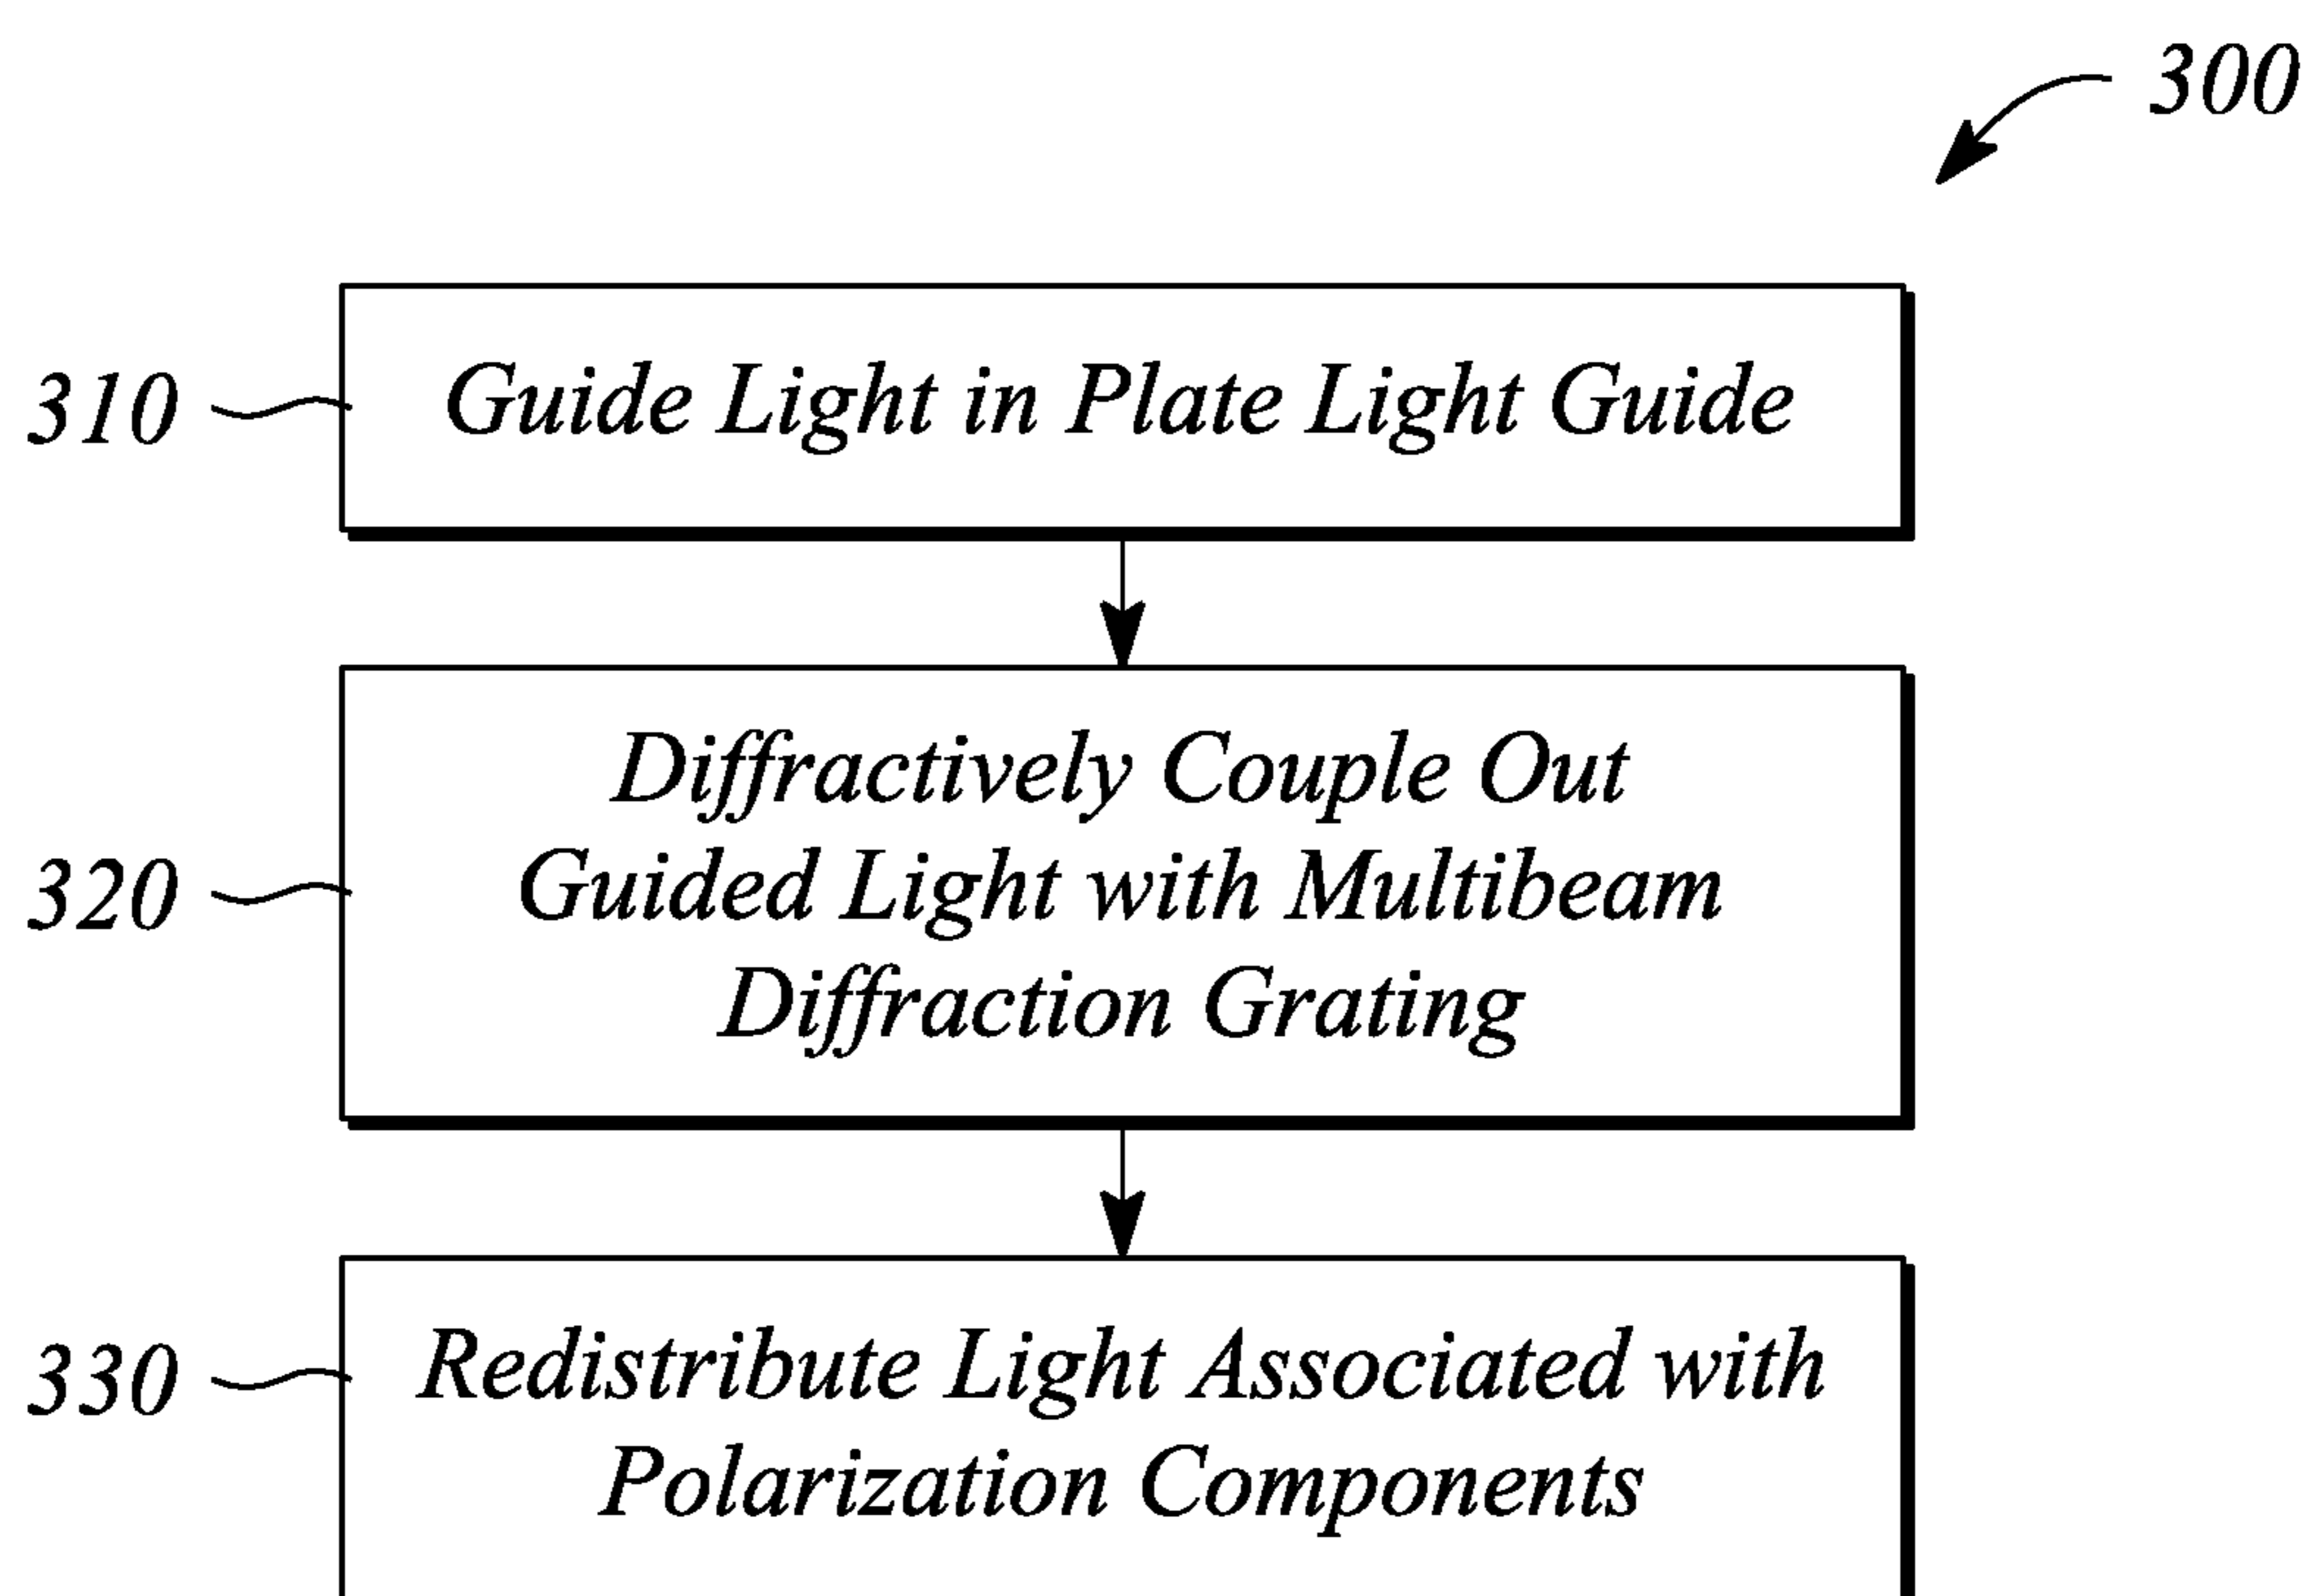 300
310
Guide Light in Plate Light Guide
320
Diffractively Couple Out
Guided Light with Multibeam
Diffraction Grating
330
Redistribute Light Associated with
Polarization Components